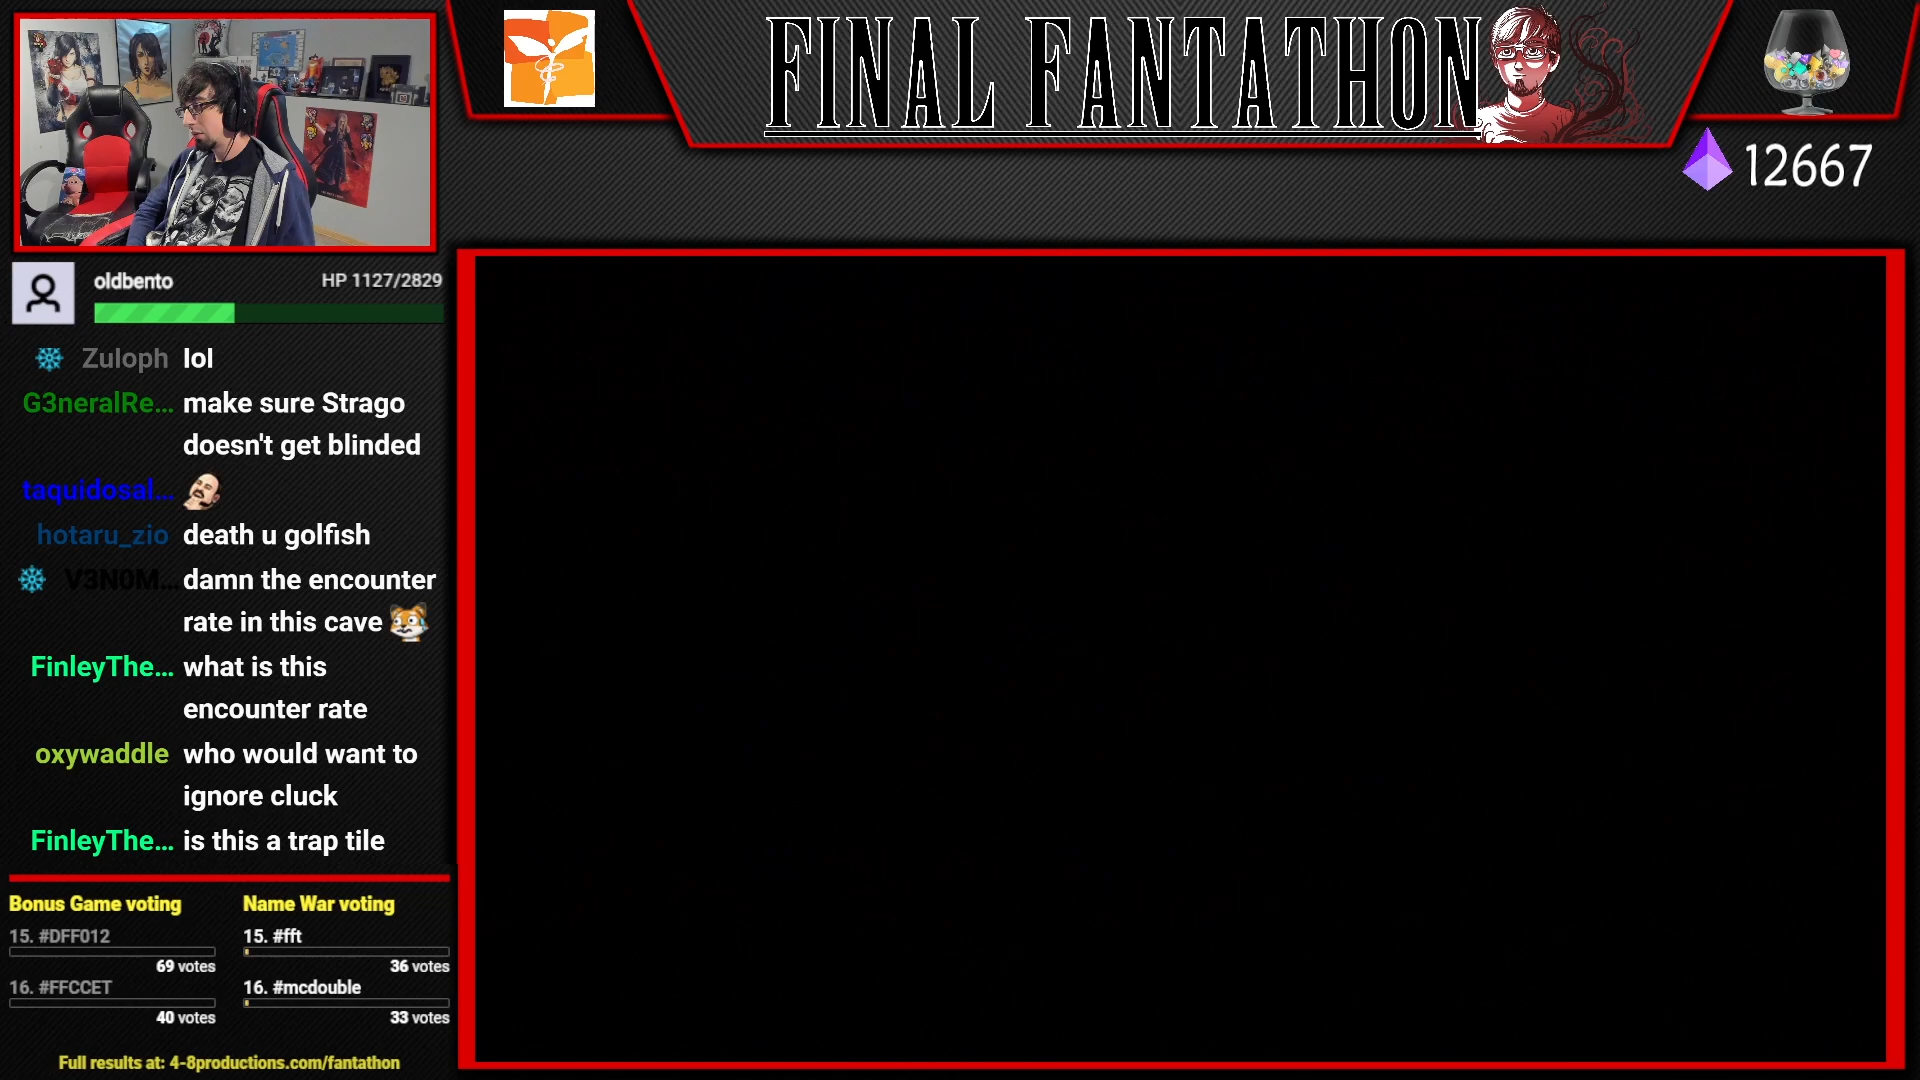 FINAL FANTATHON
12667
oldbento HP 1127/2829
Zuloph lol
G3neralRe... make sure Strago
doesn't get blinded
taquidosal...
hotaru_zio death u golfish
V3N0M... damn the encounter
rate in this cave
FinleyThe... what is this
encounter rate
oxywaddle who would want to
ignore cluck
FinleyThe... is this a trap tile
Bonus Game voting
15. #DFF012
69 votes
16. #FFCCET
40 votes
Name War voting
15. #fft
36 votes
16. #mcdouble
33 votes
Full results at: 4-8productions.com/fantathon